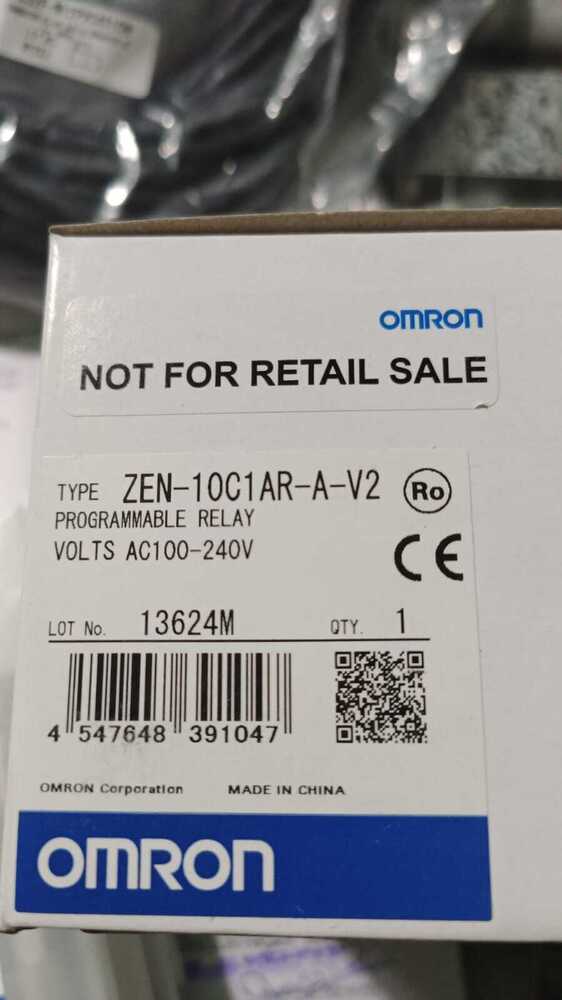 OMRON
NOT FOR RETAIL SALE
TYPE ZEN-10C1AR-A-V2 Ro
PROGRAMMABLE RELAY
VOLTS AC100-240V
CE
LOT No. 13624M QTY. 1
4 547648 391047
OMRON Corporation MADE IN CHINA
OMRON